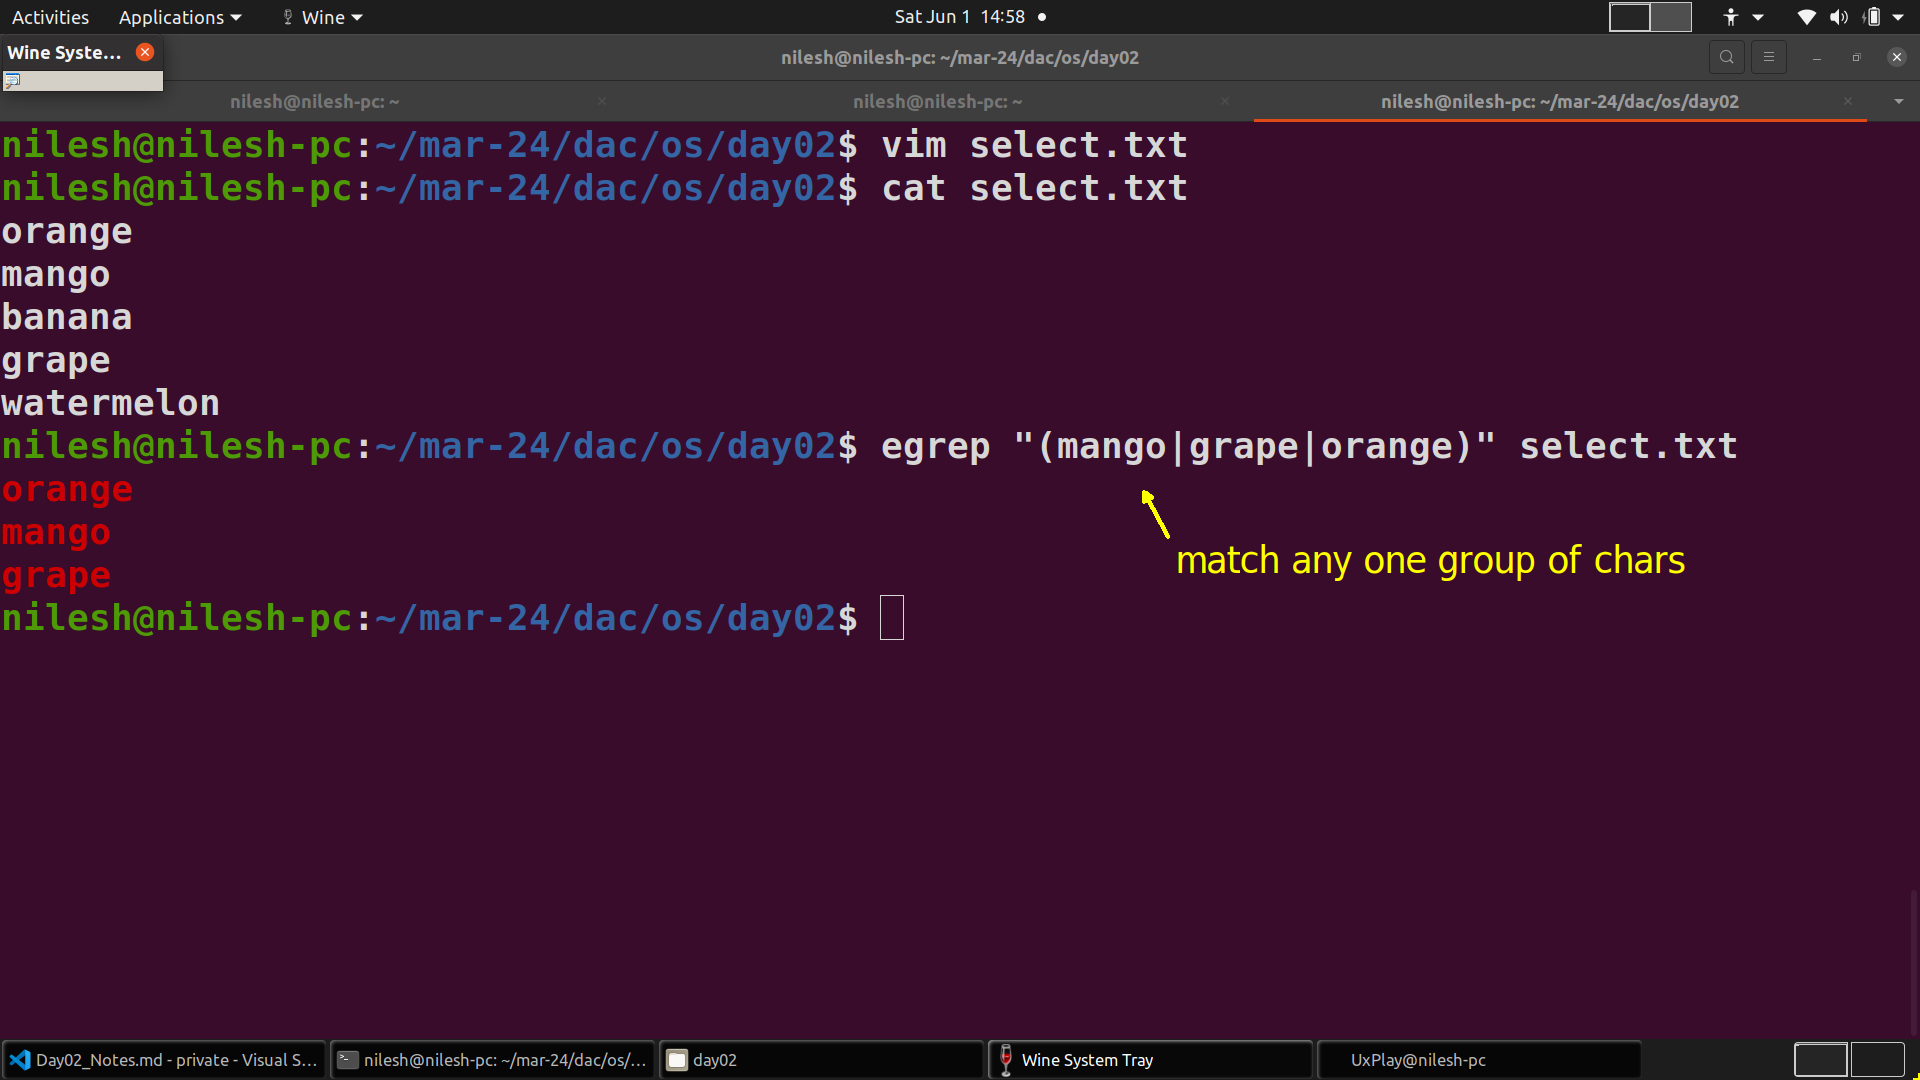 Activities Applications Wine Sat Jun 1 14:58
Wine Syste...
nilesh@nilesh-pc: ~/mar-24/dac/os/day02
nilesh@nilesh-pc: ~ nilesh@nilesh-pc: ~ nilesh@nilesh-pc: ~/mar-24/dac/os/day02
nilesh@nilesh-pc:~/mar-24/dac/os/day02$ vim select.txt
nilesh@nilesh-pc:~/mar-24/dac/os/day02$ cat select.txt
orange
mango
banana
grape
watermelon
nilesh@nilesh-pc:~/mar-24/dac/os/day02$ egrep "(mango|grape|orange)" select.txt
orange
mango
grape
match any one group of chars
nilesh@nilesh-pc:~/mar-24/dac/os/day02$
Day02_Notes.md - private - Visual S... nilesh@nilesh-pc: ~/mar-24/dac/os/... day02 Wine System Tray UxPlay@nilesh-pc